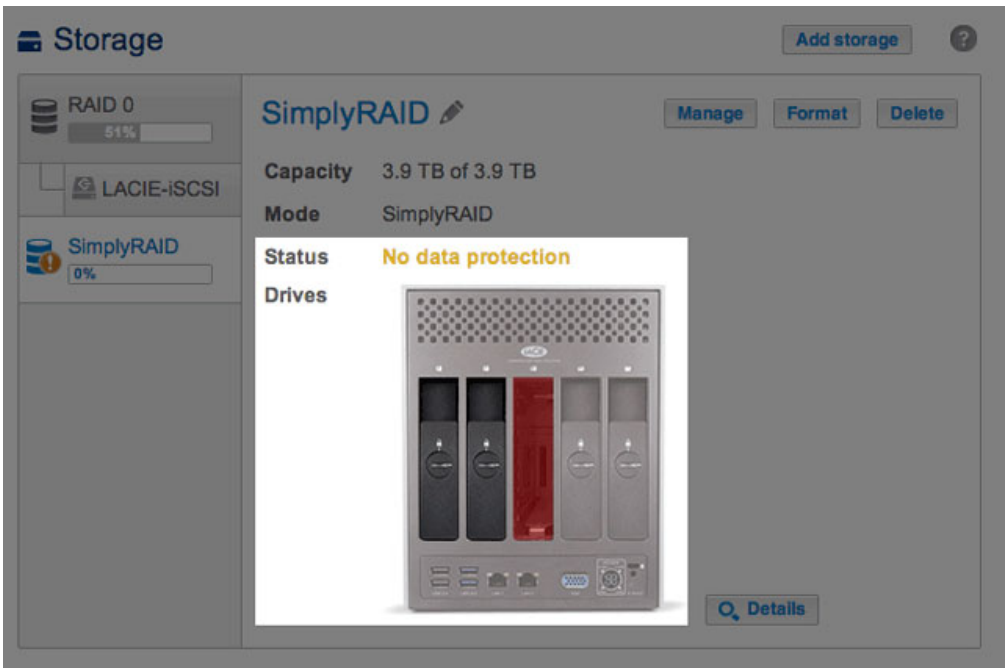 Storage
Add storage
?
RAID 0
51%
LACIE-iSCSI
SimplyRAID
0%
SimplyRAID
Manage
Format
Delete
Capacity 3.9 TB of 3.9 TB
Mode SimplyRAID
Status No data protection
Drives
LACIE
Details